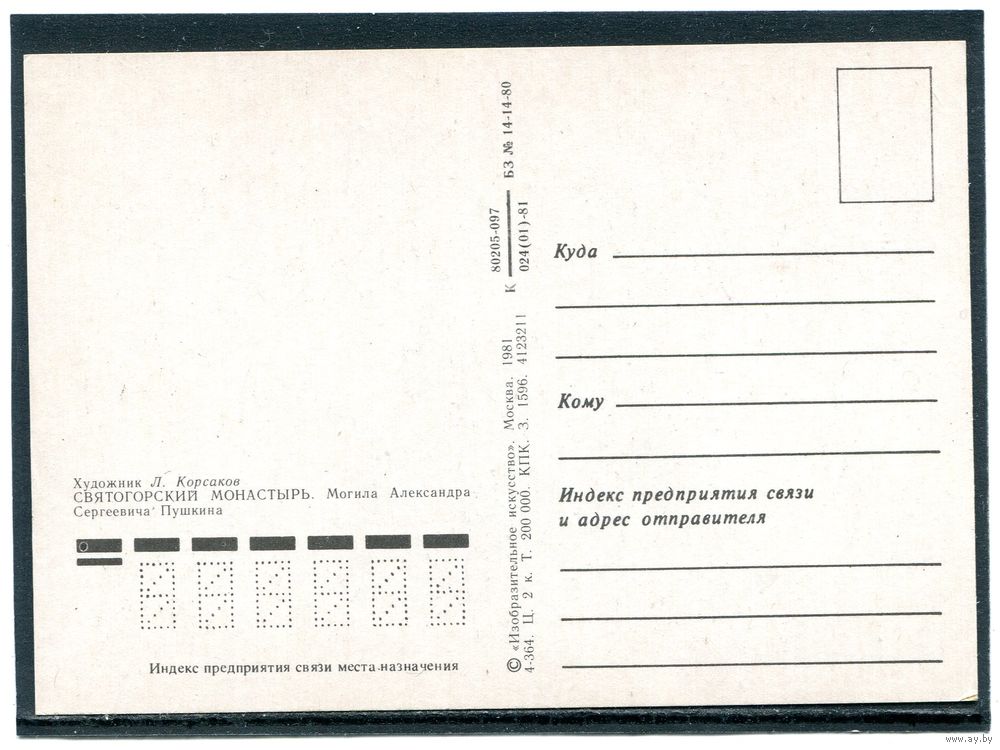 Художник Л. Корсаков
СВЯТОГОРСКИЙ МОНАСТЫРЬ. Могила Александра
Сергеевича Пушкина
Индекс предприятия связи места назначения
© «Изобразительное искусство». Москва. 1981
4-364. Ц. 2 к. Т. 200 000. КПК. З. 1596. 4123211
К 80205-097
024(01)-81
БЗ № 14-14-80
Куда
Кому
Индекс предприятия связи
и адрес отправителя
www.ay.by